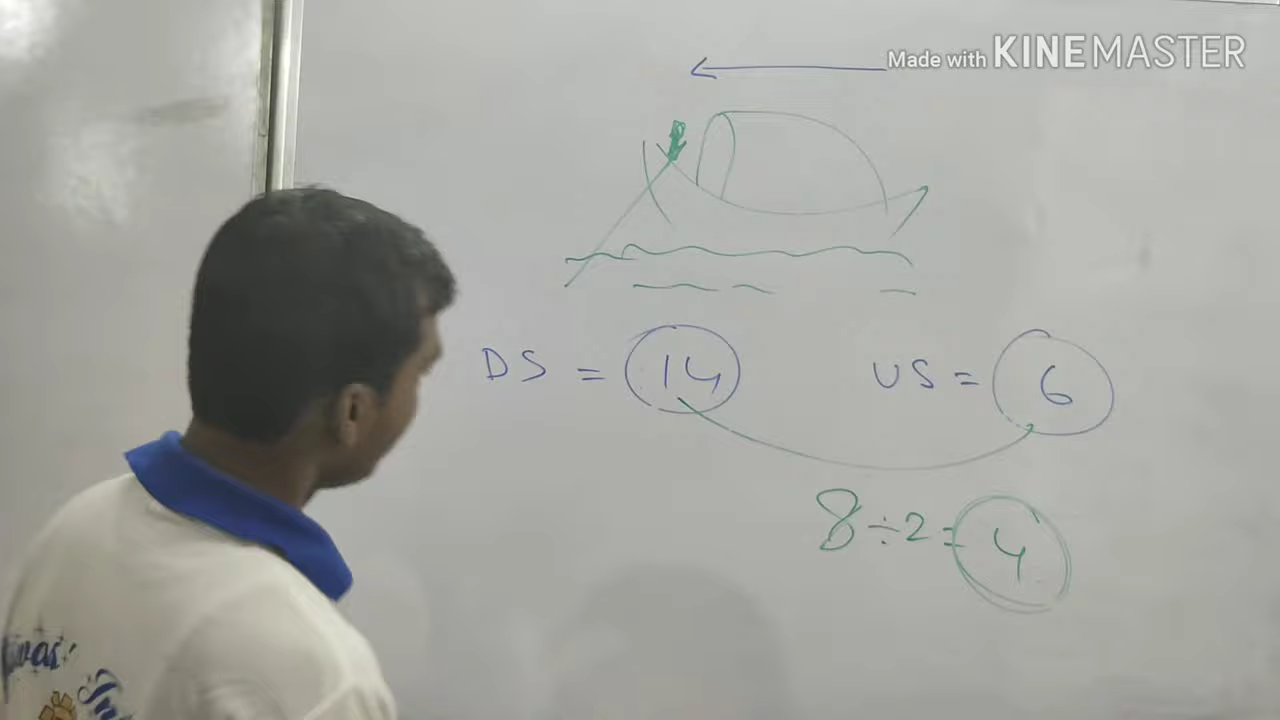 Made with KINEMASTER
DS = 14
US = 6
8 ÷ 2 = 4